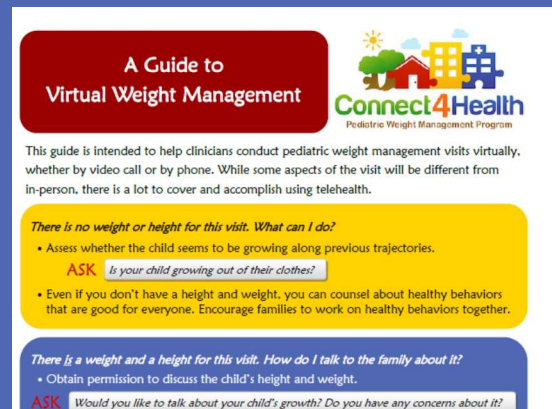 A Guide to
Virtual Weight Management
Connect4Health
Pediatric Weight Management Program
This guide is intended to help clinicians conduct pediatric weight management visits virtually,
whether by video call or by phone. While some aspects of the visit will be different from
in-person, there is a lot to cover and accomplish using telehealth.
There is no weight or height for this visit. What can I do?
• Assess whether the child seems to be growing along previous trajectories.
ASK Is your child growing out of their clothes?
• Even if you don't have a height and weight, you can counsel about healthy behaviors
that are good for everyone. Encourage families to work on healthy behaviors together.
There is a weight and a height for this visit. How do I talk to the family about it?
• Obtain permission to discuss the child's height and weight.
ASK Would you like to talk about your child's growth? Do you have any concerns about it?